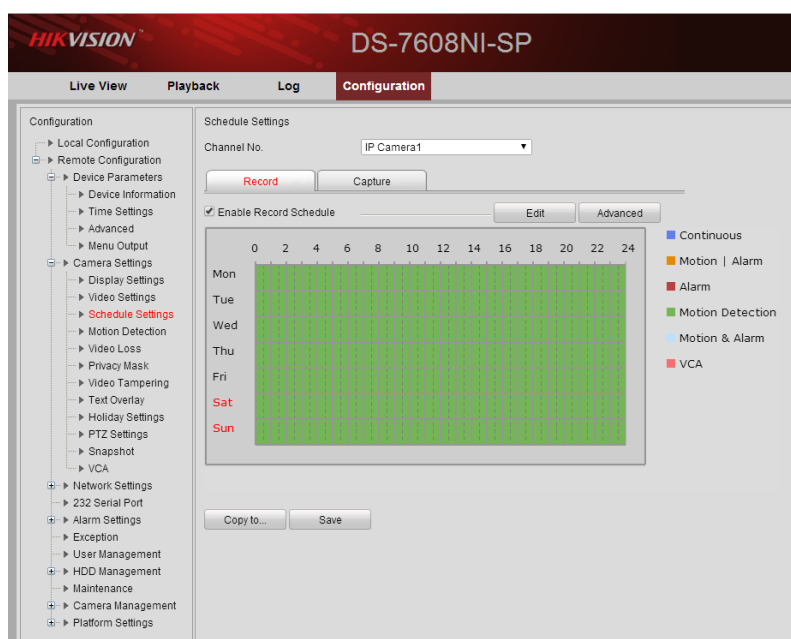 HIKVISION
DS-7608NI-SP
Live View Playback Log Configuration
Configuration
Local Configuration
Remote Configuration
Device Parameters
Device Information
Time Settings
Advanced
Menu Output
Camera Settings
Display Settings
Video Settings
Schedule Settings
Motion Detection
Video Loss
Privacy Mask
Video Tampering
Text Overlay
Holiday Settings
PTZ Settings
Snapshot
VCA
Network Settings
232 Serial Port
Alarm Settings
Exception
User Management
HDD Management
Maintenance
Camera Management
Platform Settings
Schedule Settings
Channel No. IP Camera1
Record Capture
Enable Record Schedule Edit Advanced
0 2 4 6 8 10 12 14 16 18 20 22 24
Mon
Tue
Wed
Thu
Fri
Sat
Sun
Continuous
Motion | Alarm
Alarm
Motion Detection
Motion & Alarm
VCA
Copy to... Save